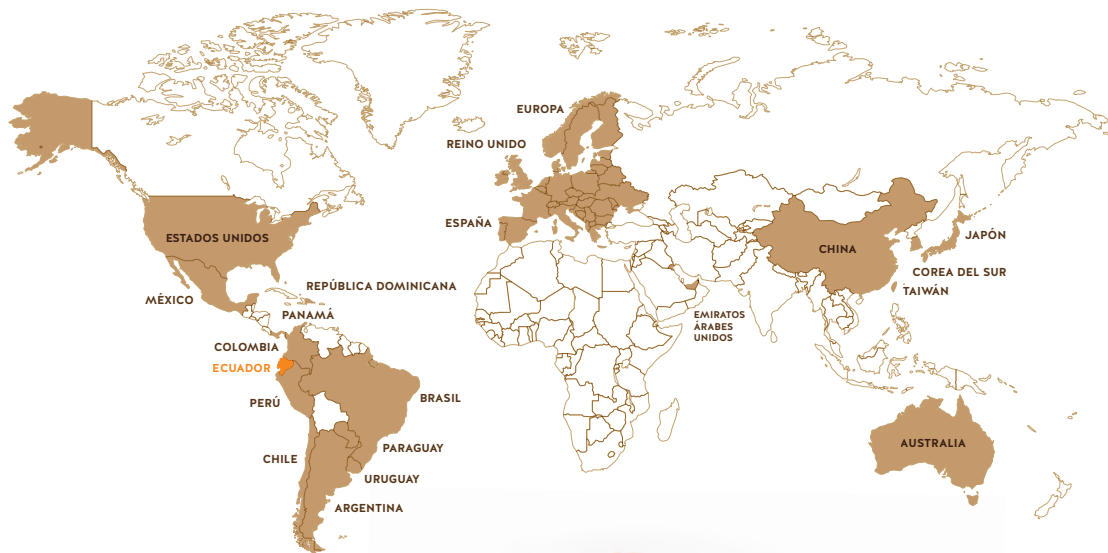 EUROPA
REINO UNIDO
ESPAÑA
ESTADOS UNIDOS
JAPÓN
CHINA
COREA DEL SUR
TAIWÁN
REPÚBLICA DOMINICANA
MÉXICO
PANAMÁ
EMIRATOS
ÁRABES
UNIDOS
COLOMBIA
ECUADOR
PERÚ
BRASIL
AUSTRALIA
PARAGUAY
CHILE
URUGUAY
ARGENTINA